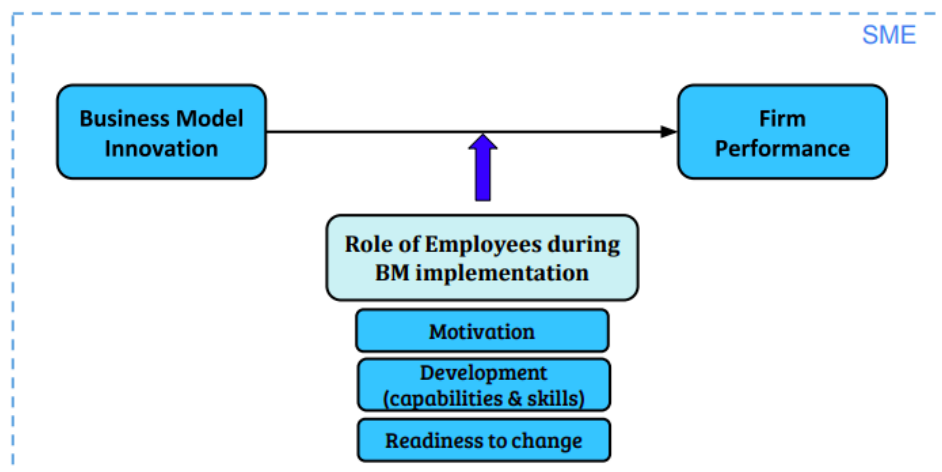 SME
Business Model
Innovation
Firm
Performance
Role of Employees during
BM implementation
Motivation
Development
(capabilities & skills)
Readiness to change